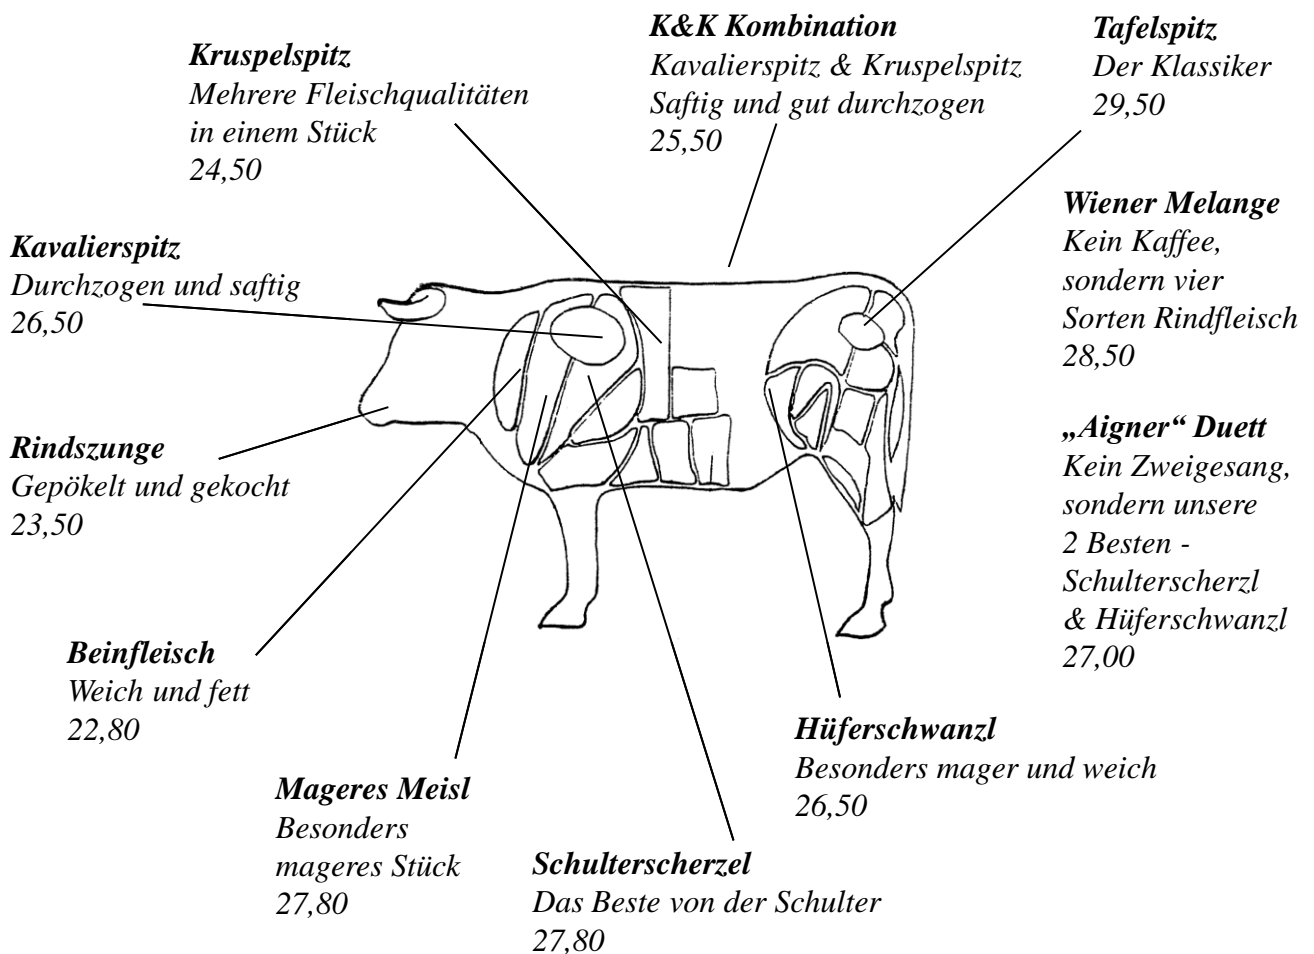 Kruspelspitz
Mehrere Fleischqualitäten
in einem Stück
24,50
K&K Kombination
Kavalierspitz & Kruspelspitz
Saftig und gut durchzogen
25,50
Tafelspitz
Der Klassiker
29,50
Kavalierspitz
Durchzogen und saftig
26,50
Wiener Melange
Kein Kaffee,
sondern vier
Sorten Rindfleisch
28,50
Rindszunge
Gepökelt und gekocht
23,50
„Aigner“ Duett
Kein Zweigesang,
sondern unsere
2 Besten -
Schulterscherzl
& Hüferschwanzl
27,00
Beinfleisch
Weich und fett
22,80
Hüferschwanzl
Besonders mager und weich
26,50
Mageres Meisl
Besonders
mageres Stück
27,80
Schulterscherzel
Das Beste von der Schulter
27,80